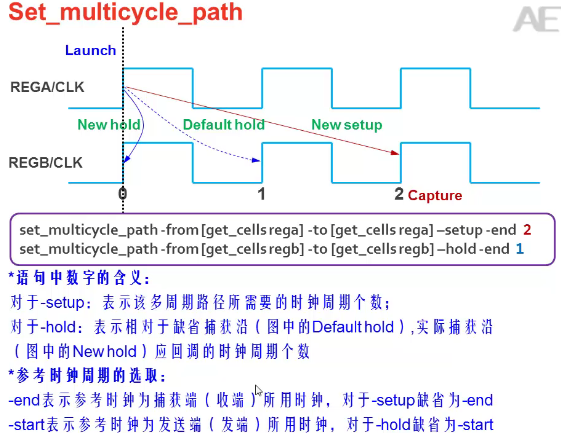 Set_multicycle_path
AE
Launch
REGA/CLK
New hold
Default hold
New setup
REGB/CLK
0
1
2
Capture
set_multicycle_path -from [get_cells rega] -to [get_cells rega] –setup -end 2
set_multicycle_path -from [get_cells regb] -to [get_cells regb] –hold -end 1
*语句中数字的含义:
对于-setup: 表示该多周期路径所需要的时钟周期个数;
对于-hold: 表示相对于缺省捕获沿(图中的Default hold),实际捕获沿
(图中的New hold)应回调的时钟周期个数
*参考时钟周期的选取:
-end表示参考时钟为捕获端(收端)所用时钟, 对于-setup缺省为-end
-start表示参考时钟为发送端(发端)所用时钟, 对于-hold缺省为-start